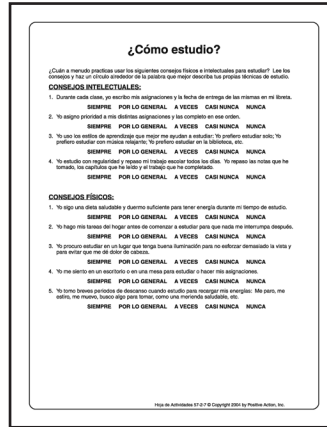 ¿Cómo estudio?
¿Cuán a menudo practicas usar los siguientes consejos físicos e intelectuales para estudiar? Lee los
consejos y haz un círculo alrededor de la palabra que mejor describa tus propias técnicas de estudio.
CONSEJOS INTELECTUALES:
1. Durante cada clase, yo escribo mis asignaciones y la fecha de entrega de las mismas en mi libreta.
SIEMPRE POR LO GENERAL A VECES CASI NUNCA NUNCA
2. Yo asigno prioridad a mis distintas asignaciones y las completo en ese orden.
SIEMPRE POR LO GENERAL A VECES CASI NUNCA NUNCA
3. Yo uso los estilos de aprendizaje que mejor me ayudan a estudiar: Yo prefiero estudiar solo; Yo
prefiero estudiar con música relajante; Yo prefiero estudiar en la biblioteca, etc.
SIEMPRE POR LO GENERAL A VECES CASI NUNCA NUNCA
4. Yo estudio con regularidad y repaso mi trabajo escolar todos los días. Yo repaso las notas que he
tomado, los capítulos que he leído y el trabajo que he completado.
SIEMPRE POR LO GENERAL A VECES CASI NUNCA NUNCA
CONSEJOS FÍSICOS:
1. Yo sigo una dieta saludable y duermo suficiente para tener energía durante mi tiempo de estudio.
SIEMPRE POR LO GENERAL A VECES CASI NUNCA NUNCA
2. Yo hago mis tareas del hogar antes de comenzar a estudiar para que nada me interrumpa después.
SIEMPRE POR LO GENERAL A VECES CASI NUNCA NUNCA
3. Yo procuro estudiar en un lugar que tenga buena iluminación para no esforzar demasiado la vista y
para evitar que me dé dolor de cabeza.
SIEMPRE POR LO GENERAL A VECES CASI NUNCA NUNCA
4. Yo me siento en un escritorio o en una mesa para estudiar o hacer mis asignaciones.
SIEMPRE POR LO GENERAL A VECES CASI NUNCA NUNCA
5. Yo tomo breves períodos de descanso cuando estudio para recargar mis energías: Me paro, me
estiro, me muevo, busco algo para tomar, como una merienda saludable, etc.
SIEMPRE POR LO GENERAL A VECES CASI NUNCA NUNCA
Hoja de Actividades 57-2-7 © Copyright 2004 by Positive Action, Inc.